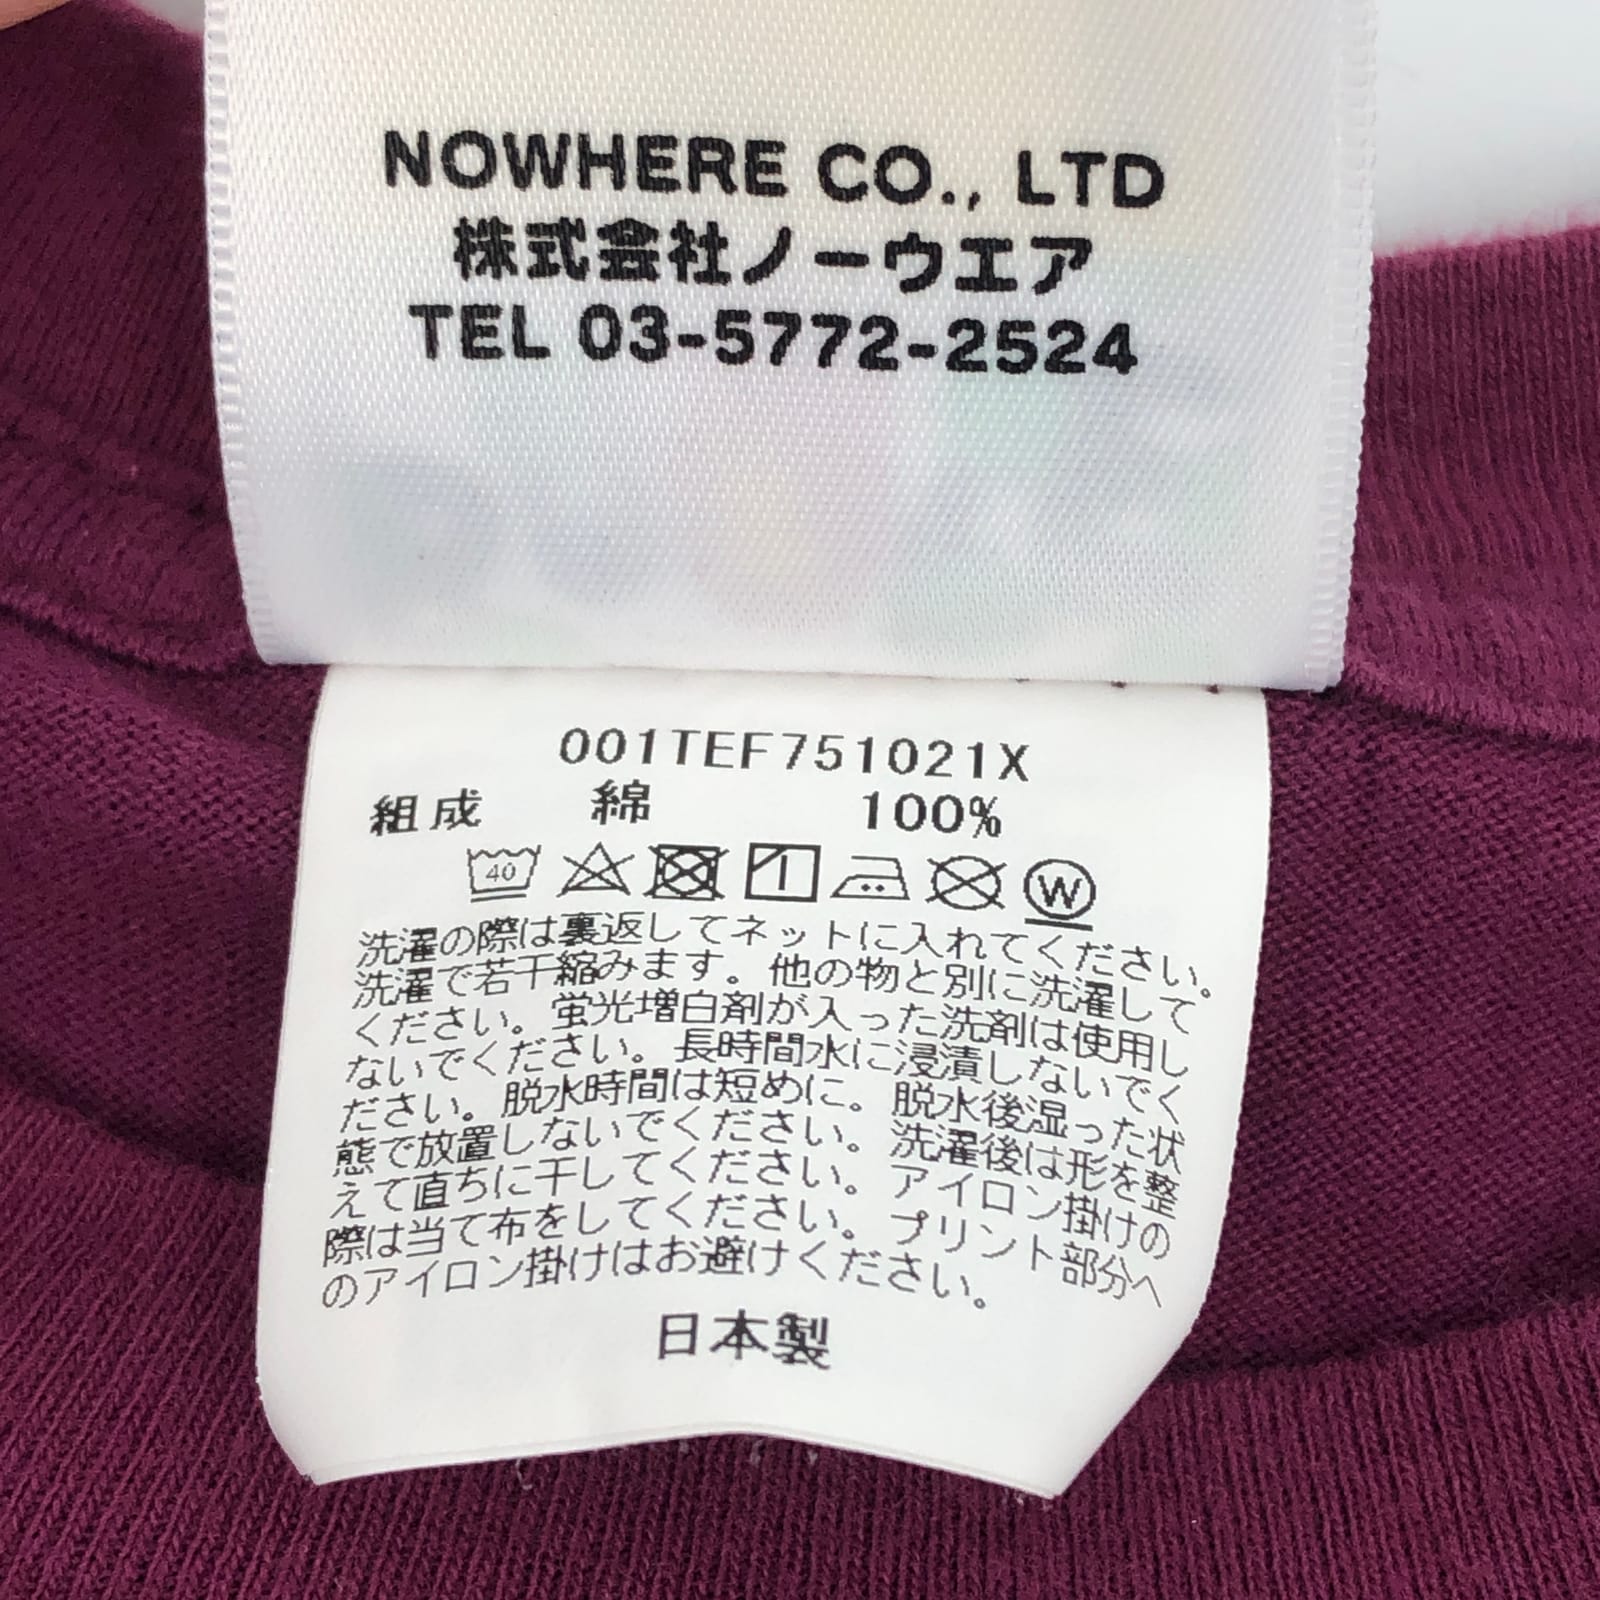 NOWHERE CO., LTD
株式会社ノーウエア
TEL 03-5772-2524
001TEF751021X
組成 綿 100%
40 W
洗濯の際は裏返してネットに入れてください。
洗濯で若干縮みます。他の物と別に洗濯して
ください。蛍光増白剤が入った洗剤は使用し
ないでください。長時間水に浸漬しないでく
ださい。脱水時間は短めに。脱水後湿った状
態で放置しないでください。洗濯後は形を整
えて直ちに干してください。アイロン掛けの
際は当て布をしてください。プリント部分へ
のアイロン掛けはお避けください。
日本製